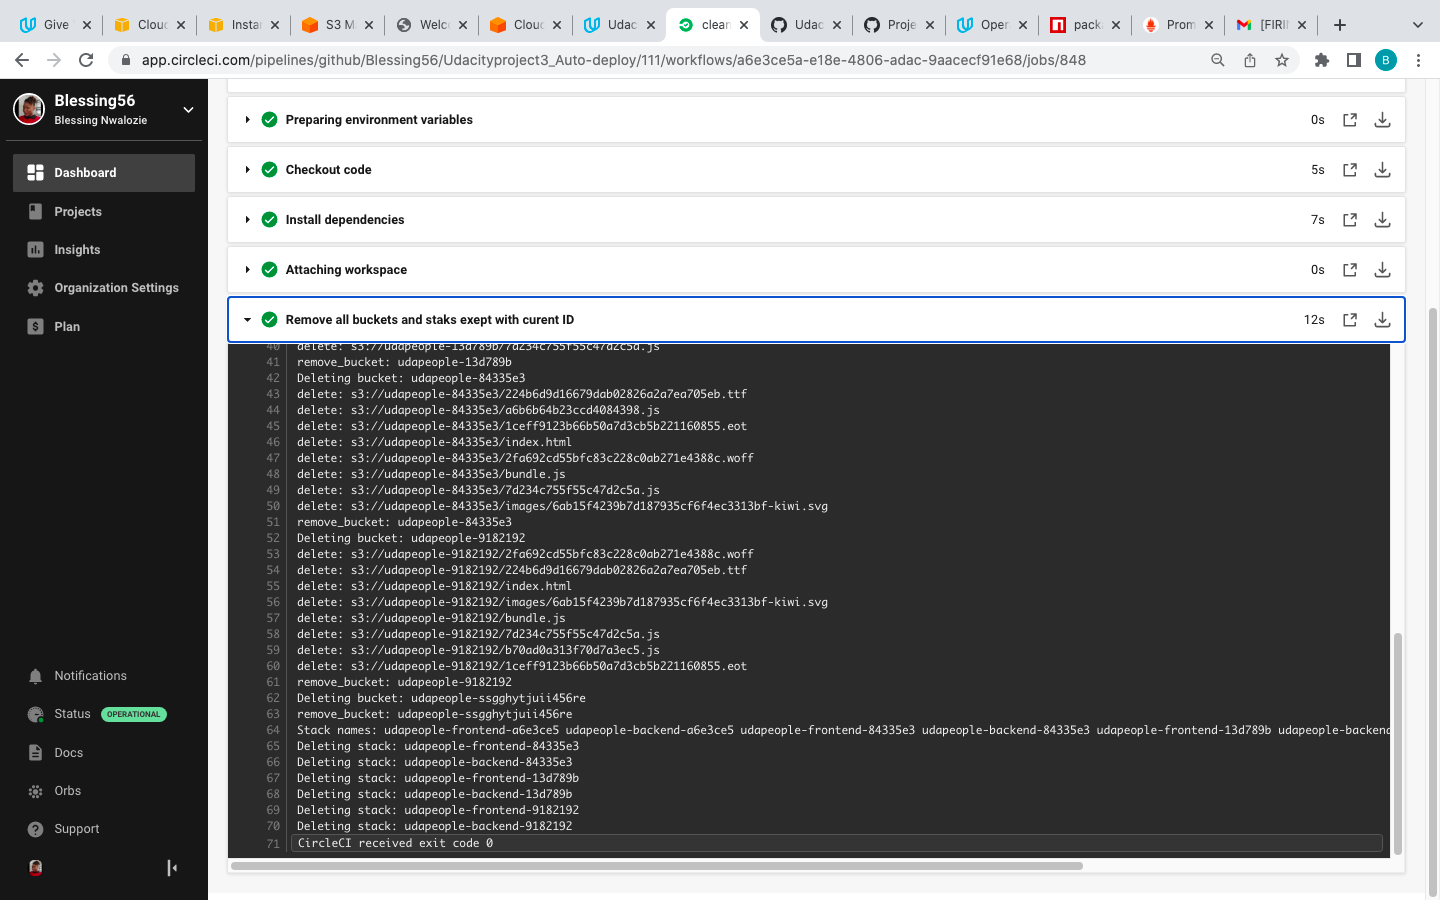 Give
Cloud
Instan
S3 M
Welco
Cloud
Udac
clean
Udac
Proje
Oper
pack
Prom
[FIRI
app.circleci.com/pipelines/github/Blessing56/Udacityproject3_Auto-deploy/111/workflows/a6e3ce5a-e18e-4806-adac-9aacecf91e68/jobs/848
B
Blessing56
Blessing Nwalozie
Dashboard
Projects
Insights
Organization Settings
Plan
Notifications
Status OPERATIONAL
Docs
Orbs
Support
Preparing environment variables 0s
Checkout code 5s
Install dependencies 7s
Attaching workspace 0s
Remove all buckets and staks exept with curent ID 12s
40 delete: s3://udapeople-13d789b/7d234c755f55c47d2c5a.js
41 remove_bucket: udapeople-13d789b
42 Deleting bucket: udapeople-84335e3
43 delete: s3://udapeople-84335e3/224b6d9d16679dab02826a2a7ea705eb.ttf
44 delete: s3://udapeople-84335e3/a6b6b64b23ccd4084398.js
45 delete: s3://udapeople-84335e3/1ceff9123b66b50a7d3cb5b221160855.eot
46 delete: s3://udapeople-84335e3/index.html
47 delete: s3://udapeople-84335e3/2fa692cd55bfc83c228c0ab271e4388c.woff
48 delete: s3://udapeople-84335e3/bundle.js
49 delete: s3://udapeople-84335e3/7d234c755f55c47d2c5a.js
50 delete: s3://udapeople-84335e3/images/6ab15f4239b7d187935cf6f4ec3313bf-kiwi.svg
51 remove_bucket: udapeople-84335e3
52 Deleting bucket: udapeople-9182192
53 delete: s3://udapeople-9182192/2fa692cd55bfc83c228c0ab271e4388c.woff
54 delete: s3://udapeople-9182192/224b6d9d16679dab02826a2a7ea705eb.ttf
55 delete: s3://udapeople-9182192/index.html
56 delete: s3://udapeople-9182192/images/6ab15f4239b7d187935cf6f4ec3313bf-kiwi.svg
57 delete: s3://udapeople-9182192/bundle.js
58 delete: s3://udapeople-9182192/7d234c755f55c47d2c5a.js
59 delete: s3://udapeople-9182192/b70ad0a313f70d7a3ec5.js
60 delete: s3://udapeople-9182192/1ceff9123b66b50a7d3cb5b221160855.eot
61 remove_bucket: udapeople-9182192
62 Deleting bucket: udapeople-ssgghytjuii456re
63 remove_bucket: udapeople-ssgghytjuii456re
64 Stack names: udapeople-frontend-a6e3ce5 udapeople-backend-a6e3ce5 udapeople-frontend-84335e3 udapeople-backend-84335e3 udapeople-frontend-13d789b udapeople-backend
65 Deleting stack: udapeople-frontend-84335e3
66 Deleting stack: udapeople-backend-84335e3
67 Deleting stack: udapeople-frontend-13d789b
68 Deleting stack: udapeople-backend-13d789b
69 Deleting stack: udapeople-frontend-9182192
70 Deleting stack: udapeople-backend-9182192
71 CircleCI received exit code 0